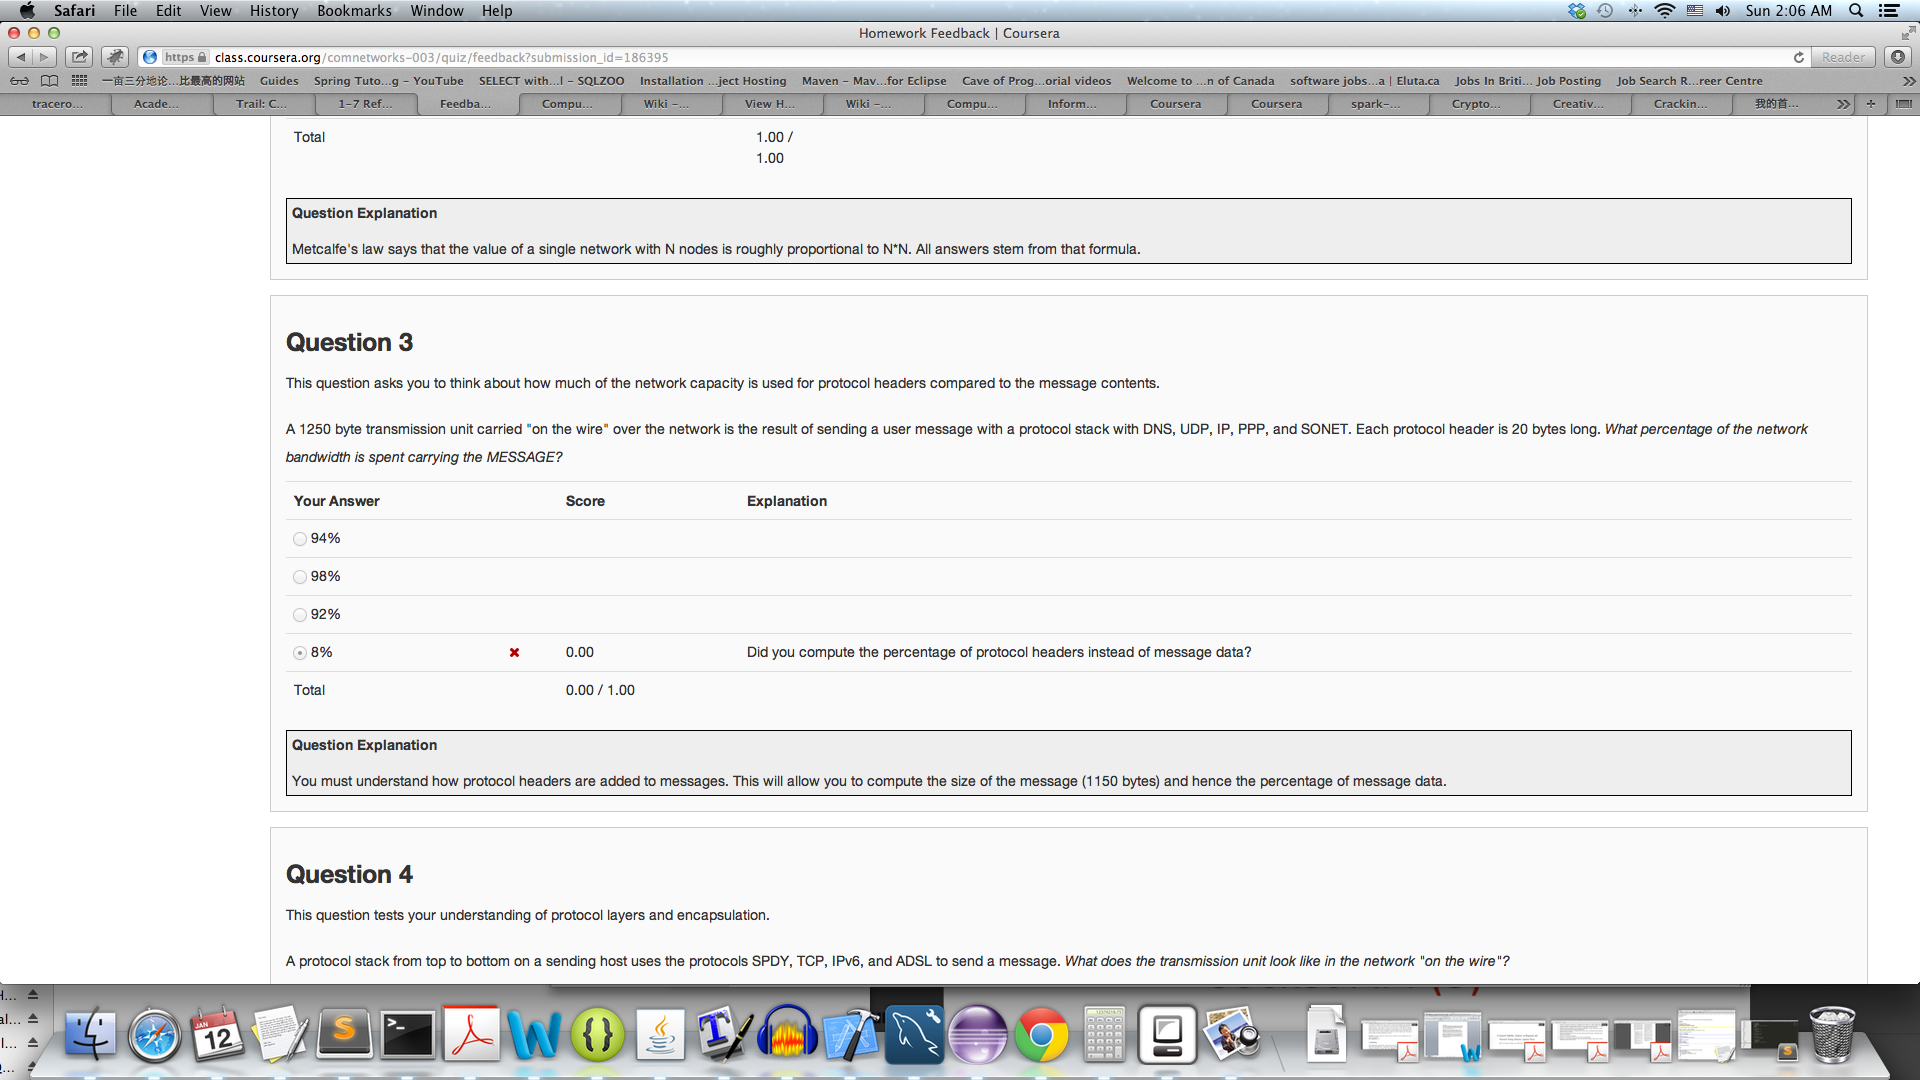 Safari File Edit View History Bookmarks Window Help Sun 2:06 AM
Homework Feedback | Coursera
https class.coursera.org/comnetworks-003/quiz/feedback?submission_id=186395 Reader
一亩三分地论...比最高的网站 Guides Spring Tuto...g – YouTube SELECT with...l – SQLZOO Installation ...ject Hosting Maven – Mav...for Eclipse Cave of Prog...orial videos Welcome to ...n of Canada software jobs...a | Eluta.ca Jobs In Briti... Job Posting Job Search R...reer Centre
tracero... Acade... Trail: C... 1-7 Ref... Feedba... Compu... Wiki –... View H... Wiki –... Compu... Inform... Coursera Coursera spark-... Crypto... Creativ... Crackin... 我的首...
Total 1.00 /
1.00
Question Explanation
Metcalfe's law says that the value of a single network with N nodes is roughly proportional to N*N. All answers stem from that formula.
Question 3
This question asks you to think about how much of the network capacity is used for protocol headers compared to the message contents.
A 1250 byte transmission unit carried "on the wire" over the network is the result of sending a user message with a protocol stack with DNS, UDP, IP, PPP, and SONET. Each protocol header is 20 bytes long. What percentage of the network
bandwidth is spent carrying the MESSAGE?
Your Answer Score Explanation
94%
98%
92%
8% 0.00 Did you compute the percentage of protocol headers instead of message data?
Total 0.00 / 1.00
Question Explanation
You must understand how protocol headers are added to messages. This will allow you to compute the size of the message (1150 bytes) and hence the percentage of message data.
Question 4
This question tests your understanding of protocol layers and encapsulation.
A protocol stack from top to bottom on a sending host uses the protocols SPDY, TCP, IPv6, and ADSL to send a message. What does the transmission unit look like in the network "on the wire"?
JAN
12